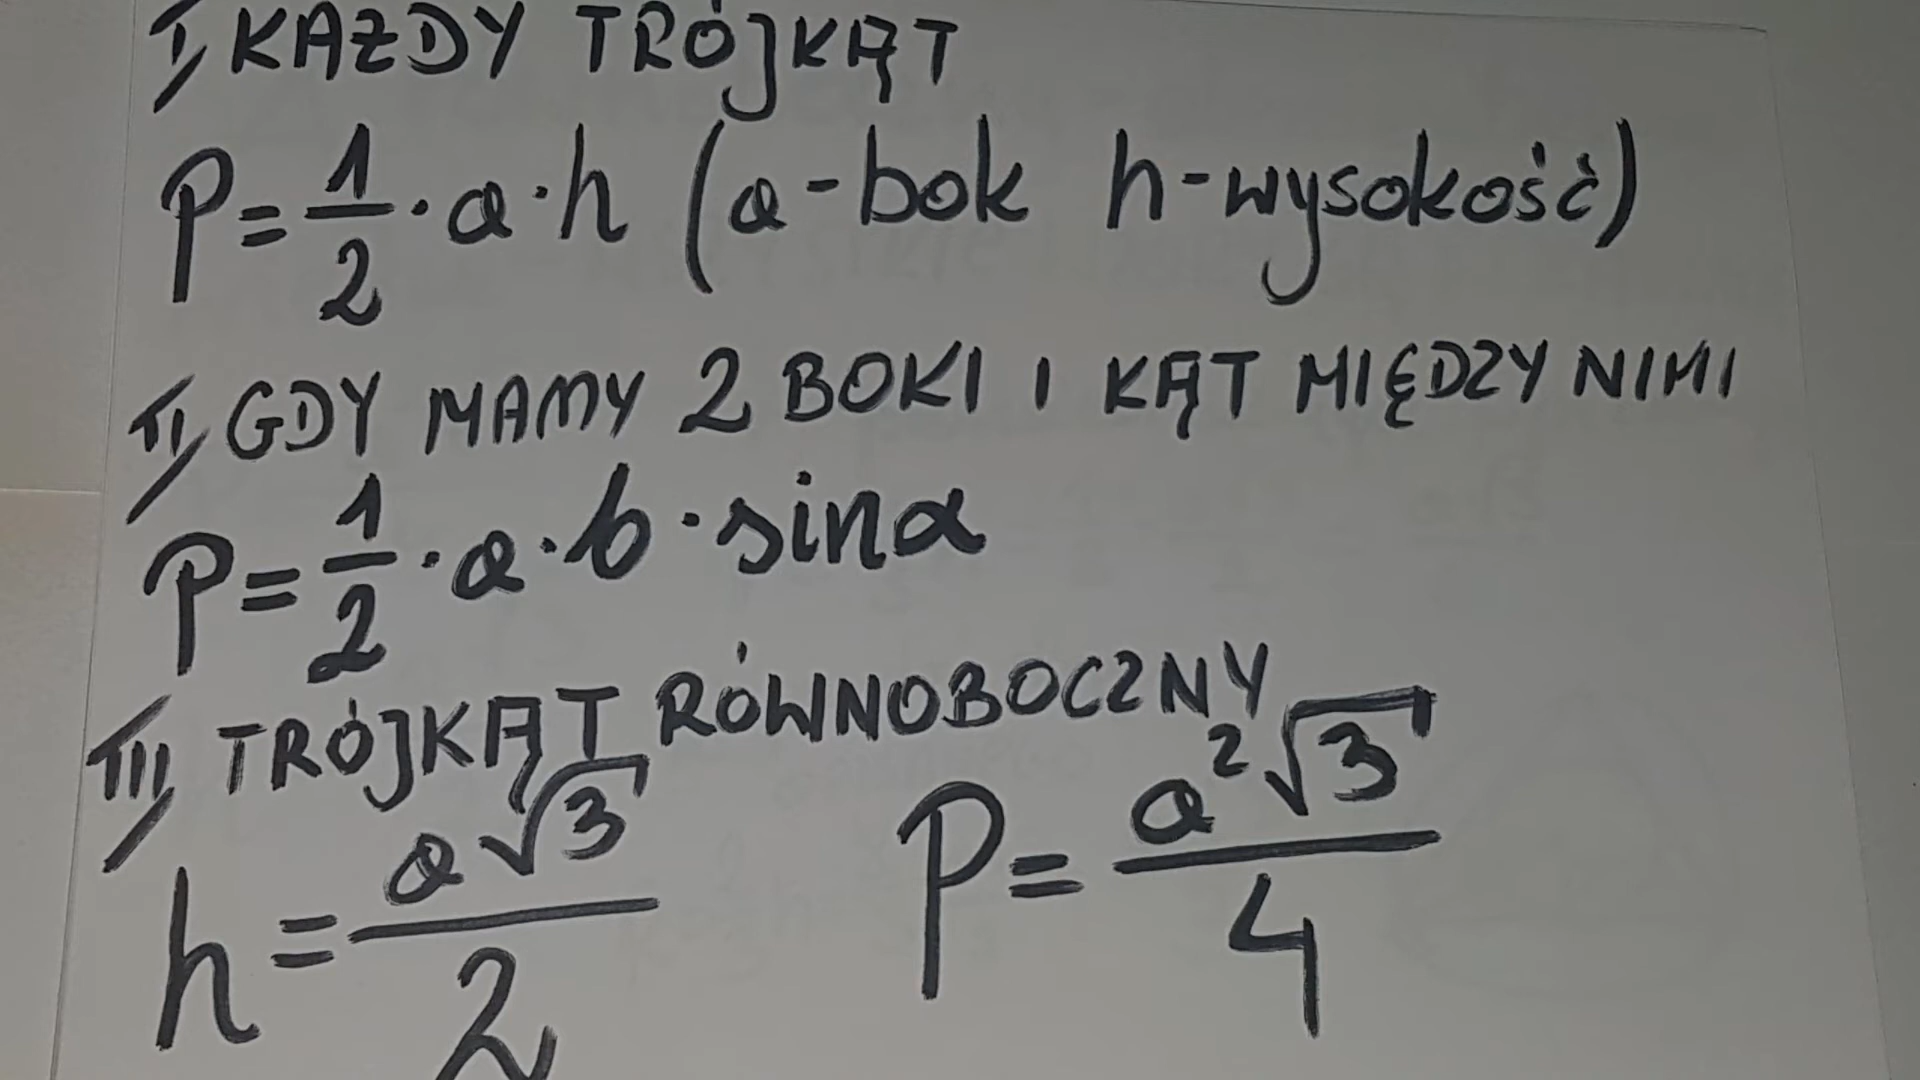 I, KAŻDY TRÓJKĄT
P = 1/2 · a · h (a - bok h - wysokość)
II, GDY MAMY 2 BOKI I KĄT MIĘDZY NIMI
P = 1/2 · a · b · sinα
III, TRÓJKĄT RÓWNOBOCZNY
h = a√3/2 P = a²√3/4